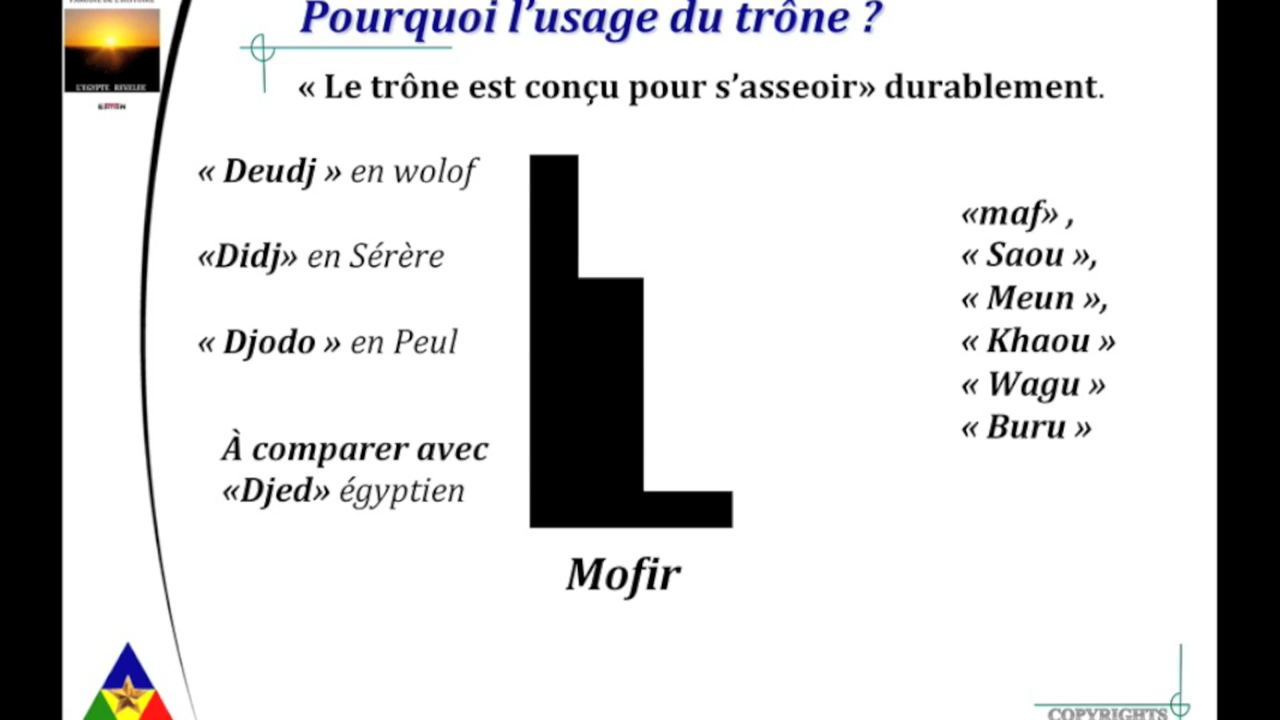 Pourquoi l’usage du trône ?
« Le trône est conçu pour s’asseoir» durablement.
« Deudj » en wolof
«Didj» en Sérère
« Djodo » en Peul
À comparer avec
«Djed» égyptien
Mofir
«maf» ,
« Saou »,
« Meun »,
« Khaou »
« Wagu »
« Buru »
L'EGYPTE REVELEE
COPYRIGHTS